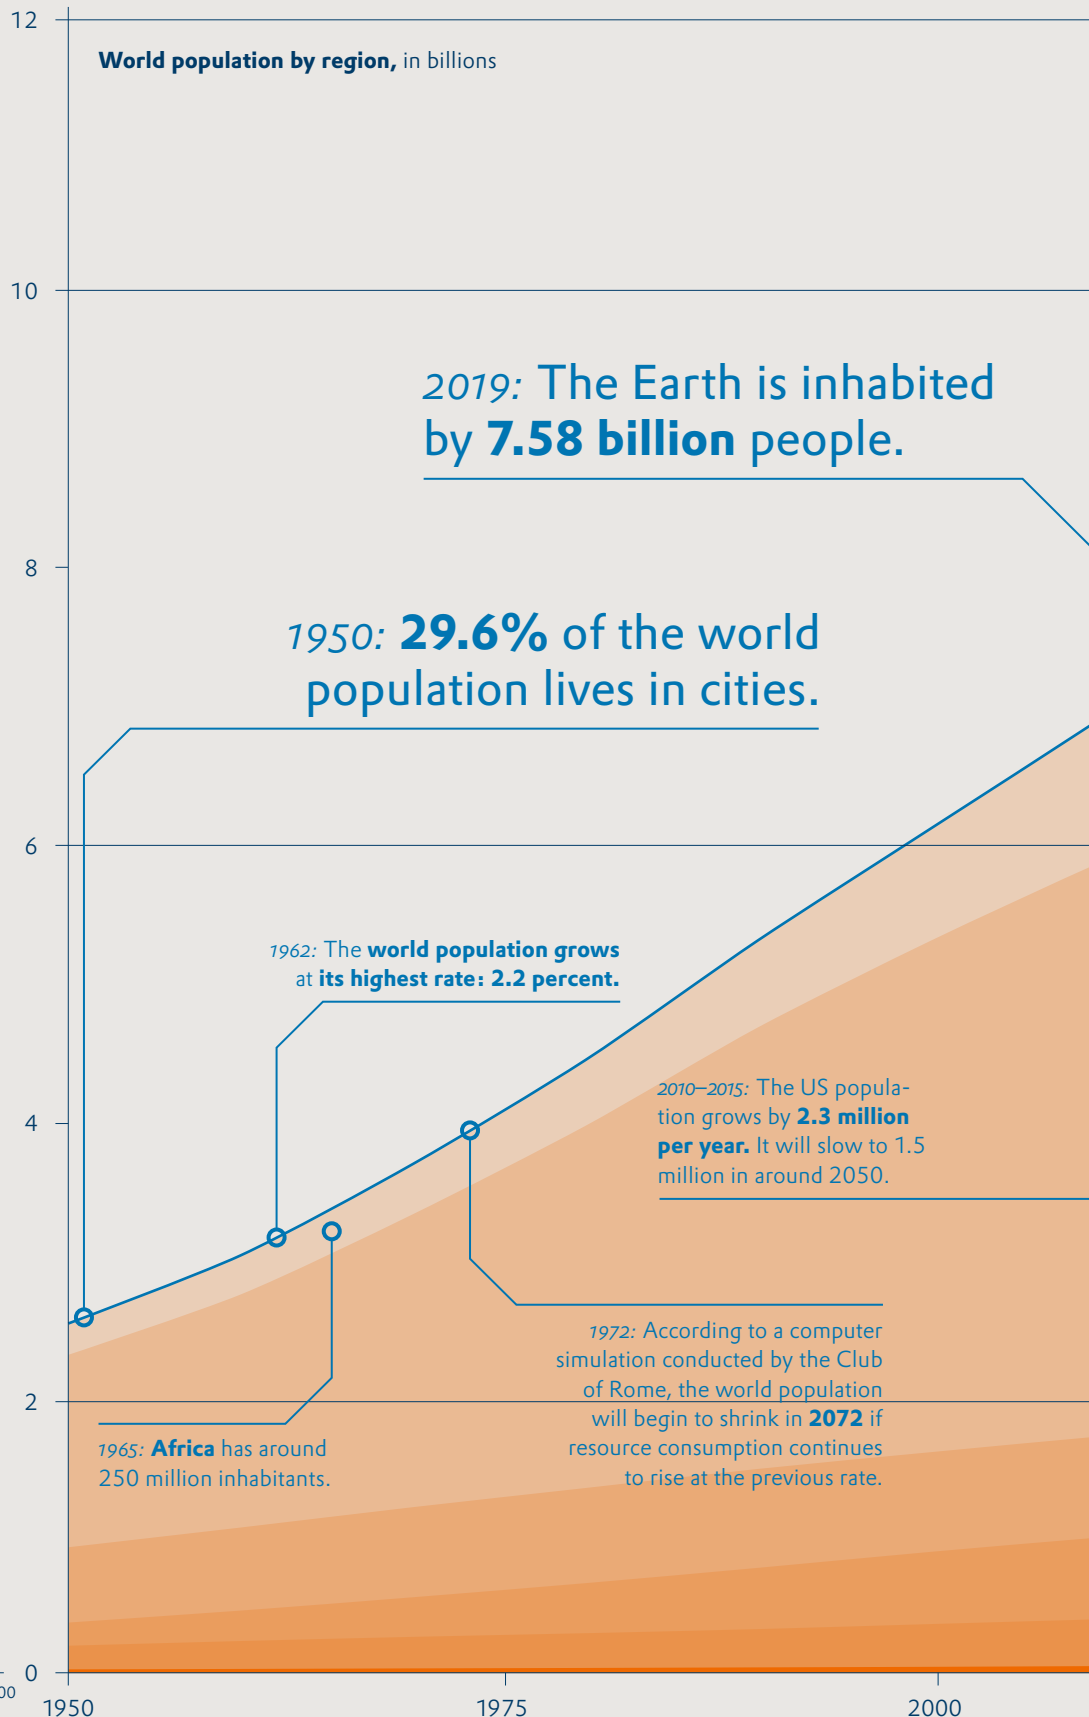 12
World population by region, in billions
10
2019: The Earth is inhabited
by 7.58 billion people.
8
1950: 29.6% of the world
population lives in cities.
6
1962: The world population grows
at its highest rate: 2.2 percent.
2010–2015: The US popula-
tion grows by 2.3 million
per year. It will slow to 1.5
million in around 2050.
4
1972: According to a computer
simulation conducted by the Club
of Rome, the world population
will begin to shrink in 2072 if
resource consumption continues
to rise at the previous rate.
2
1965: Africa has around
250 million inhabitants.
0
1950
1975
2000